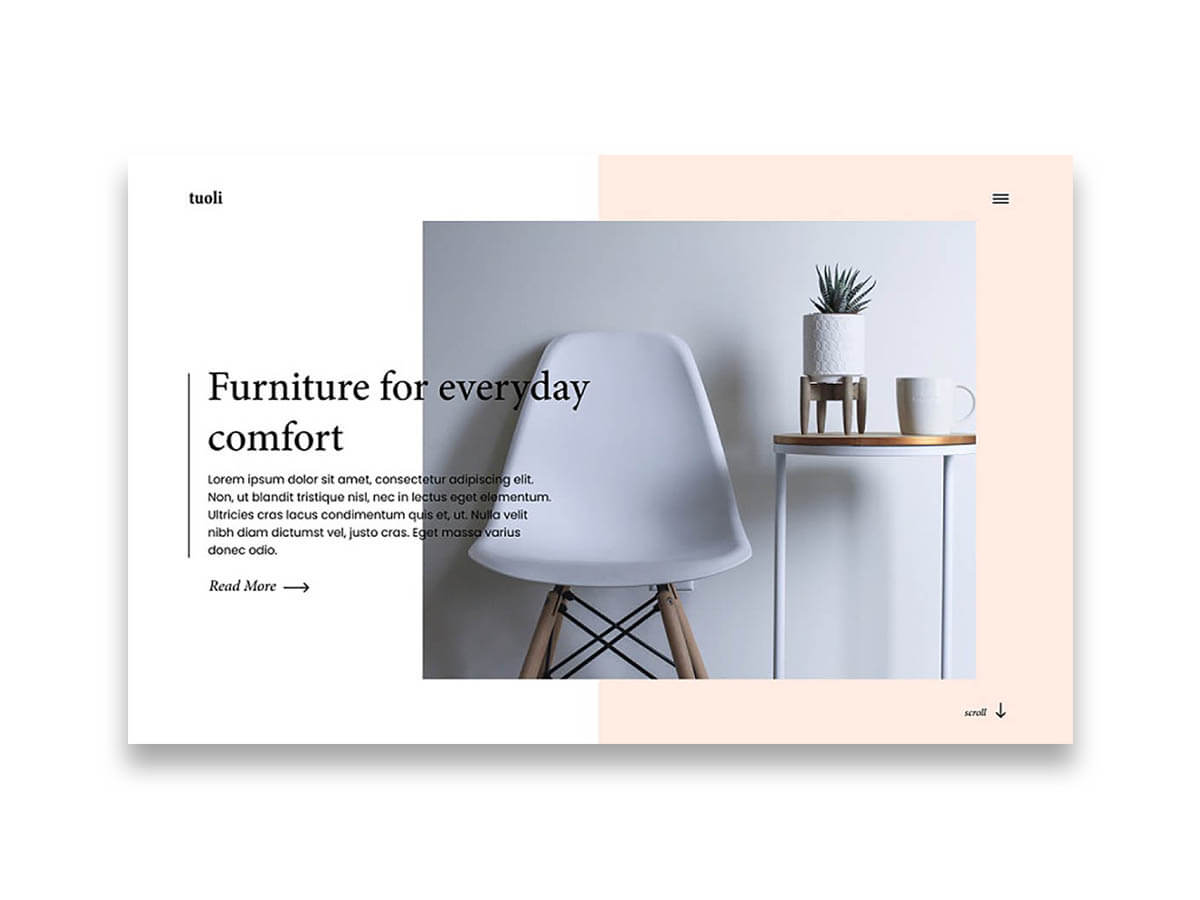 tuoli
Furniture for everyday
comfort
Lorem ipsum dolor sit amet, consectetur adipiscing elit.
Non, ut blandit tristique nisl, nec in lectus eget elementum.
Ultricies cras lacus condimentum quis et, ut. Nulla velit
nibh diam dictumst vel, justo cras. Eget massa varius
donec odio.
Read More
scroll